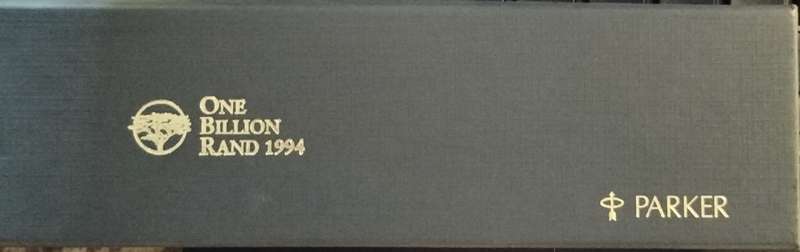 One
Billion
Rand 1994
PARKER